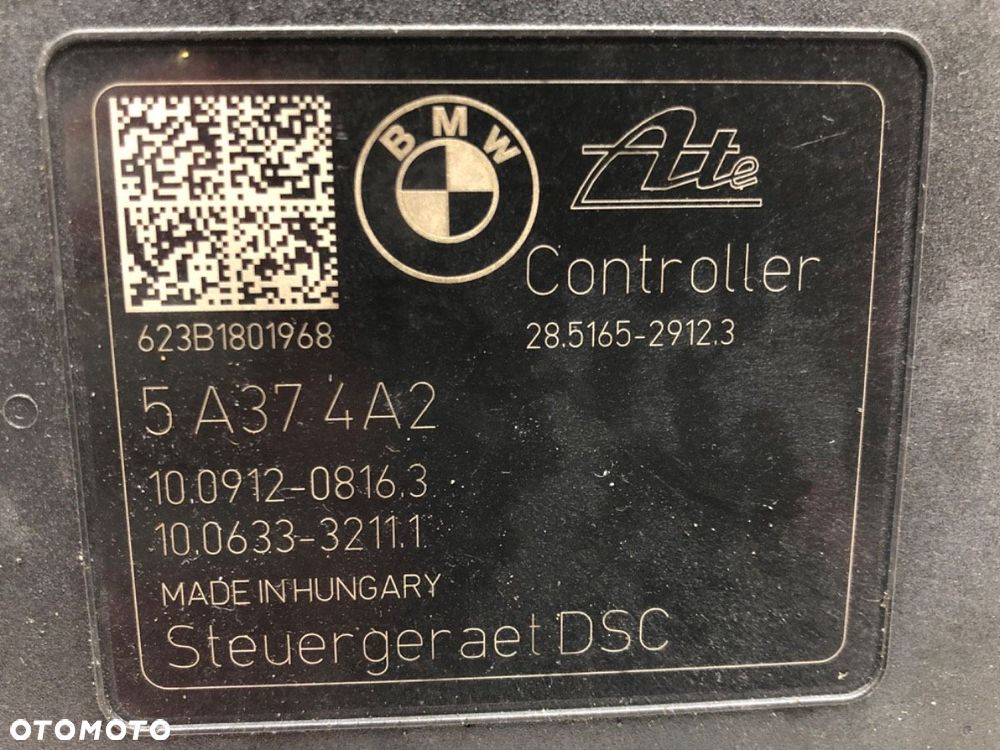 BMW
Ate
Controller
623B1801968
28.5165-2912.3
5 A37 4A2
10.0912-0816.3
10.0633-3211.1
MADE IN HUNGARY
Steuergeraet DSC
OTOMOTO